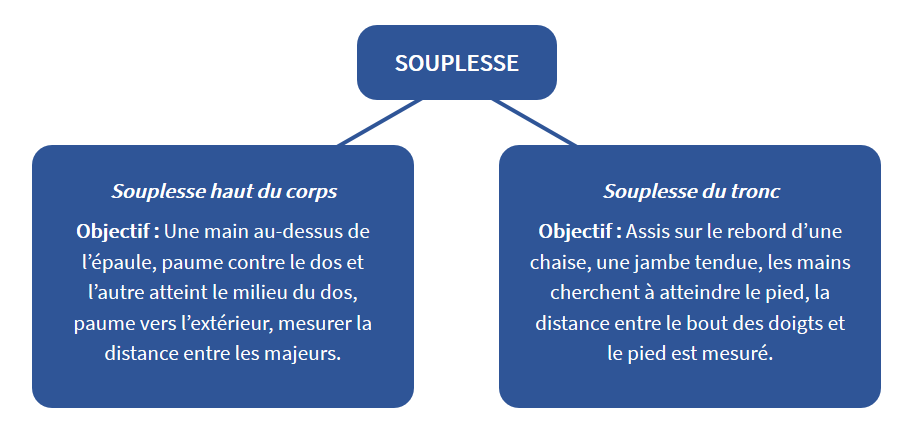 SOUPLESSE
Souplesse haut du corps
Objectif : Une main au-dessus de
l’épaule, paume contre le dos et
l’autre atteint le milieu du dos,
paume vers l’extérieur, mesurer la
distance entre les majeurs.
Souplesse du tronc
Objectif : Assis sur le rebord d’une
chaise, une jambe tendue, les mains
cherchent à atteindre le pied, la
distance entre le bout des doigts et
le pied est mesuré.